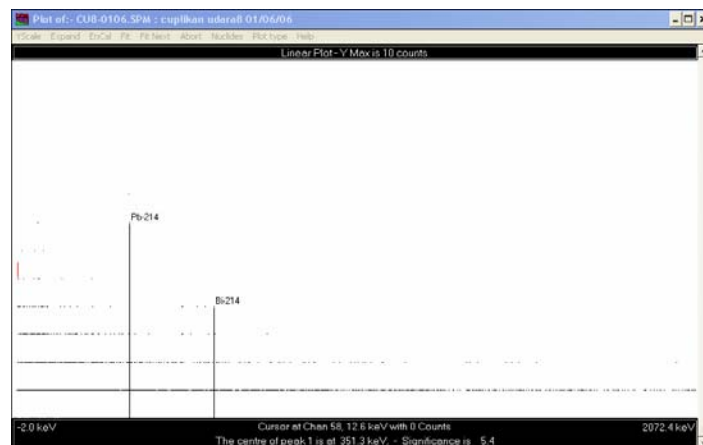 Plot of:- CU8-0106.SPM : cuplikan udara8 01/06/06
YScale Expand EnCal Fit Fit Next Abort Nuclides Plot type Help
Linear Plot - Y Max is 10 counts
Pb-214
Bi-214
-2.0 keV Cursor at Chan 58, 12.6 keV with 0 Counts 2072.4 keV
The centre of peak 1 is at 351.3 keV. - Significance is 5.4